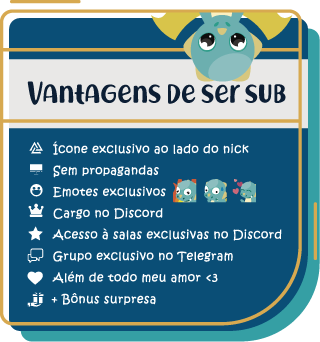 Vantagens de ser sub
Ícone exclusivo ao lado do nick
Sem propagandas
Emotes exclusivos
Cargo no Discord
Acesso à salas exclusivas no Discord
Grupo exclusivo no Telegram
Além de todo meu amor <3
+ Bônus surpresa